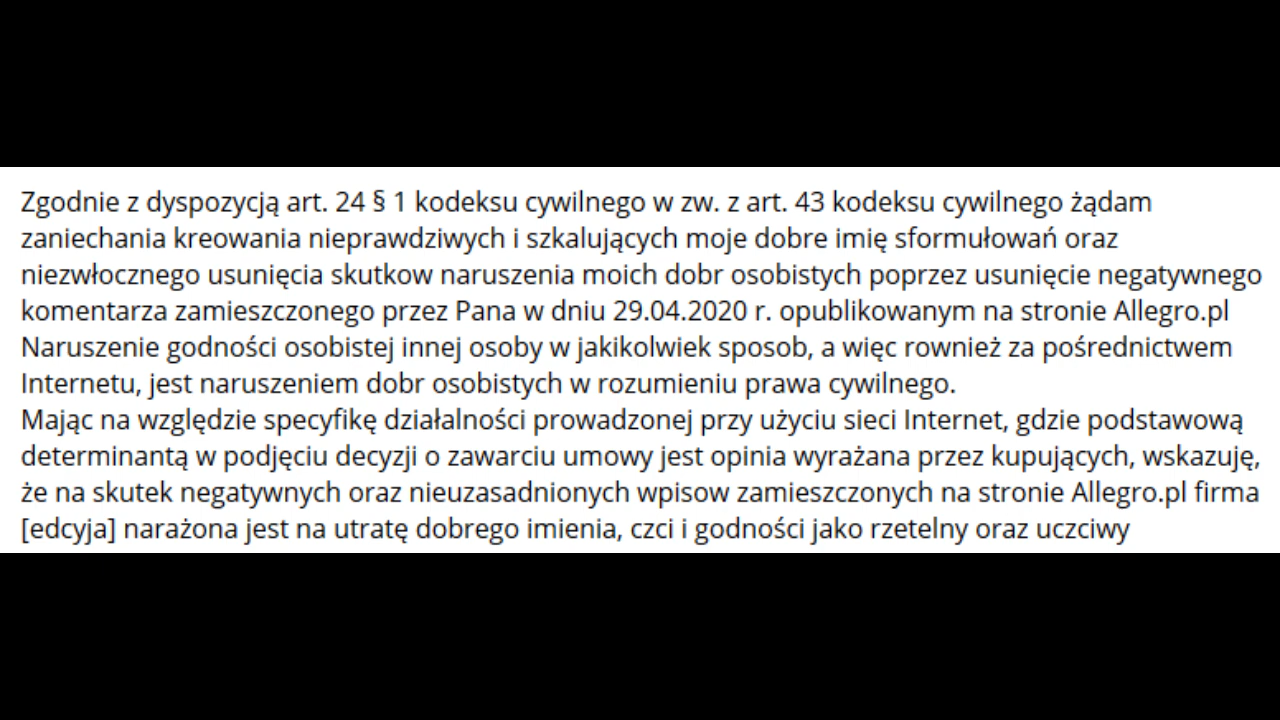 Zgodnie z dyspozycją art. 24 § 1 kodeksu cywilnego w zw. z art. 43 kodeksu cywilnego żądam
zaniechania kreowania nieprawdziwych i szkalujących moje dobre imię sformułowań oraz
niezwłocznego usunięcia skutkow naruszenia moich dobr osobistych poprzez usunięcie negatywnego
komentarza zamieszczonego przez Pana w dniu 29.04.2020 r. opublikowanym na stronie Allegro.pl
Naruszenie godności osobistej innej osoby w jakikolwiek sposob, a więc rownież za pośrednictwem
Internetu, jest naruszeniem dobr osobistych w rozumieniu prawa cywilnego.
Mając na względzie specyfikę działalności prowadzonej przy użyciu sieci Internet, gdzie podstawową
determinantą w podjęciu decyzji o zawarciu umowy jest opinia wyrażana przez kupujących, wskazuję,
że na skutek negatywnych oraz nieuzasadnionych wpisow zamieszczonych na stronie Allegro.pl firma
[edcyja] narażona jest na utratę dobrego imienia, czci i godności jako rzetelny oraz uczciwy